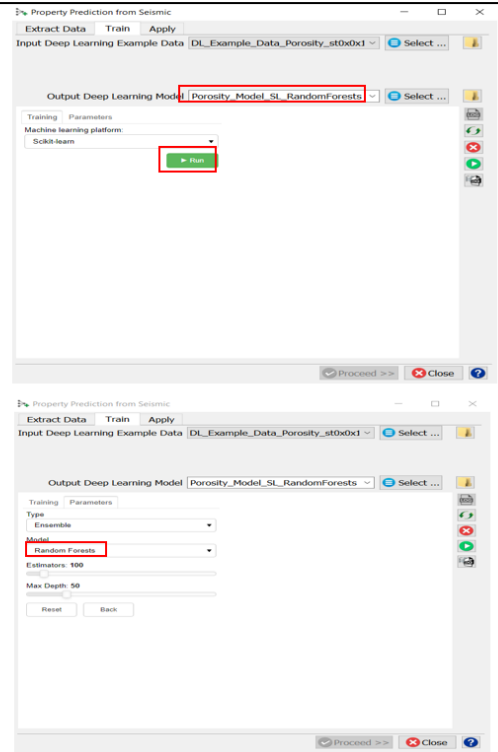 Property Prediction from Seismic
Extract Data Train Apply
Input Deep Learning Example Data DL_Example_Data_Porosity_st0x0x1 Select ...
Output Deep Learning Model Porosity_Model_SL_RandomForests Select ...
Training Parameters
Machine learning platform:
Scikit-learn
Run
Proceed >> Close ?
Property Prediction from Seismic
Extract Data Train Apply
Input Deep Learning Example Data DL_Example_Data_Porosity_st0x0x1 Select ...
Output Deep Learning Model Porosity_Model_SL_RandomForests Select ...
Training Parameters
Type
Ensemble
Model
Random Forests
Estimators: 100
Max Depth: 50
Reset Back
Proceed >> Close ?